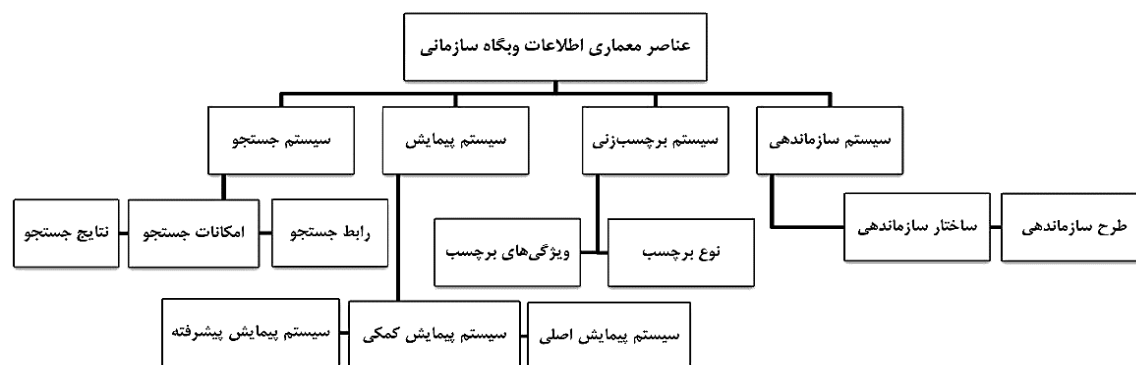 عناصر معماری اطلاعات وبگاه سازمانی
سیستم سازماندهی
سیستم برچسب‌زنی
سیستم پیمایش
سیستم جستجو
طرح سازماندهی
ساختار سازماندهی
رابط جستجو
امکانات جستجو
نتایج جستجو
نوع برچسب
ویژگی‌های برچسب
سیستم پیمایش اصلی
سیستم پیمایش کمکی
سیستم پیمایش پیشرفته